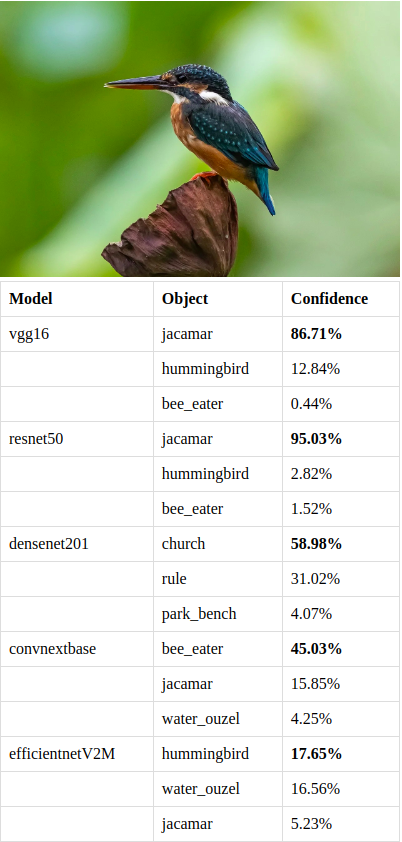 Model Object Confidence
vgg16 jacamar 86.71%
hummingbird 12.84%
bee_eater 0.44%
resnet50 jacamar 95.03%
hummingbird 2.82%
bee_eater 1.52%
densenet201 church 58.98%
rule 31.02%
park_bench 4.07%
convnextbase bee_eater 45.03%
jacamar 15.85%
water_ouzel 4.25%
efficientnetV2M hummingbird 17.65%
water_ouzel 16.56%
jacamar 5.23%